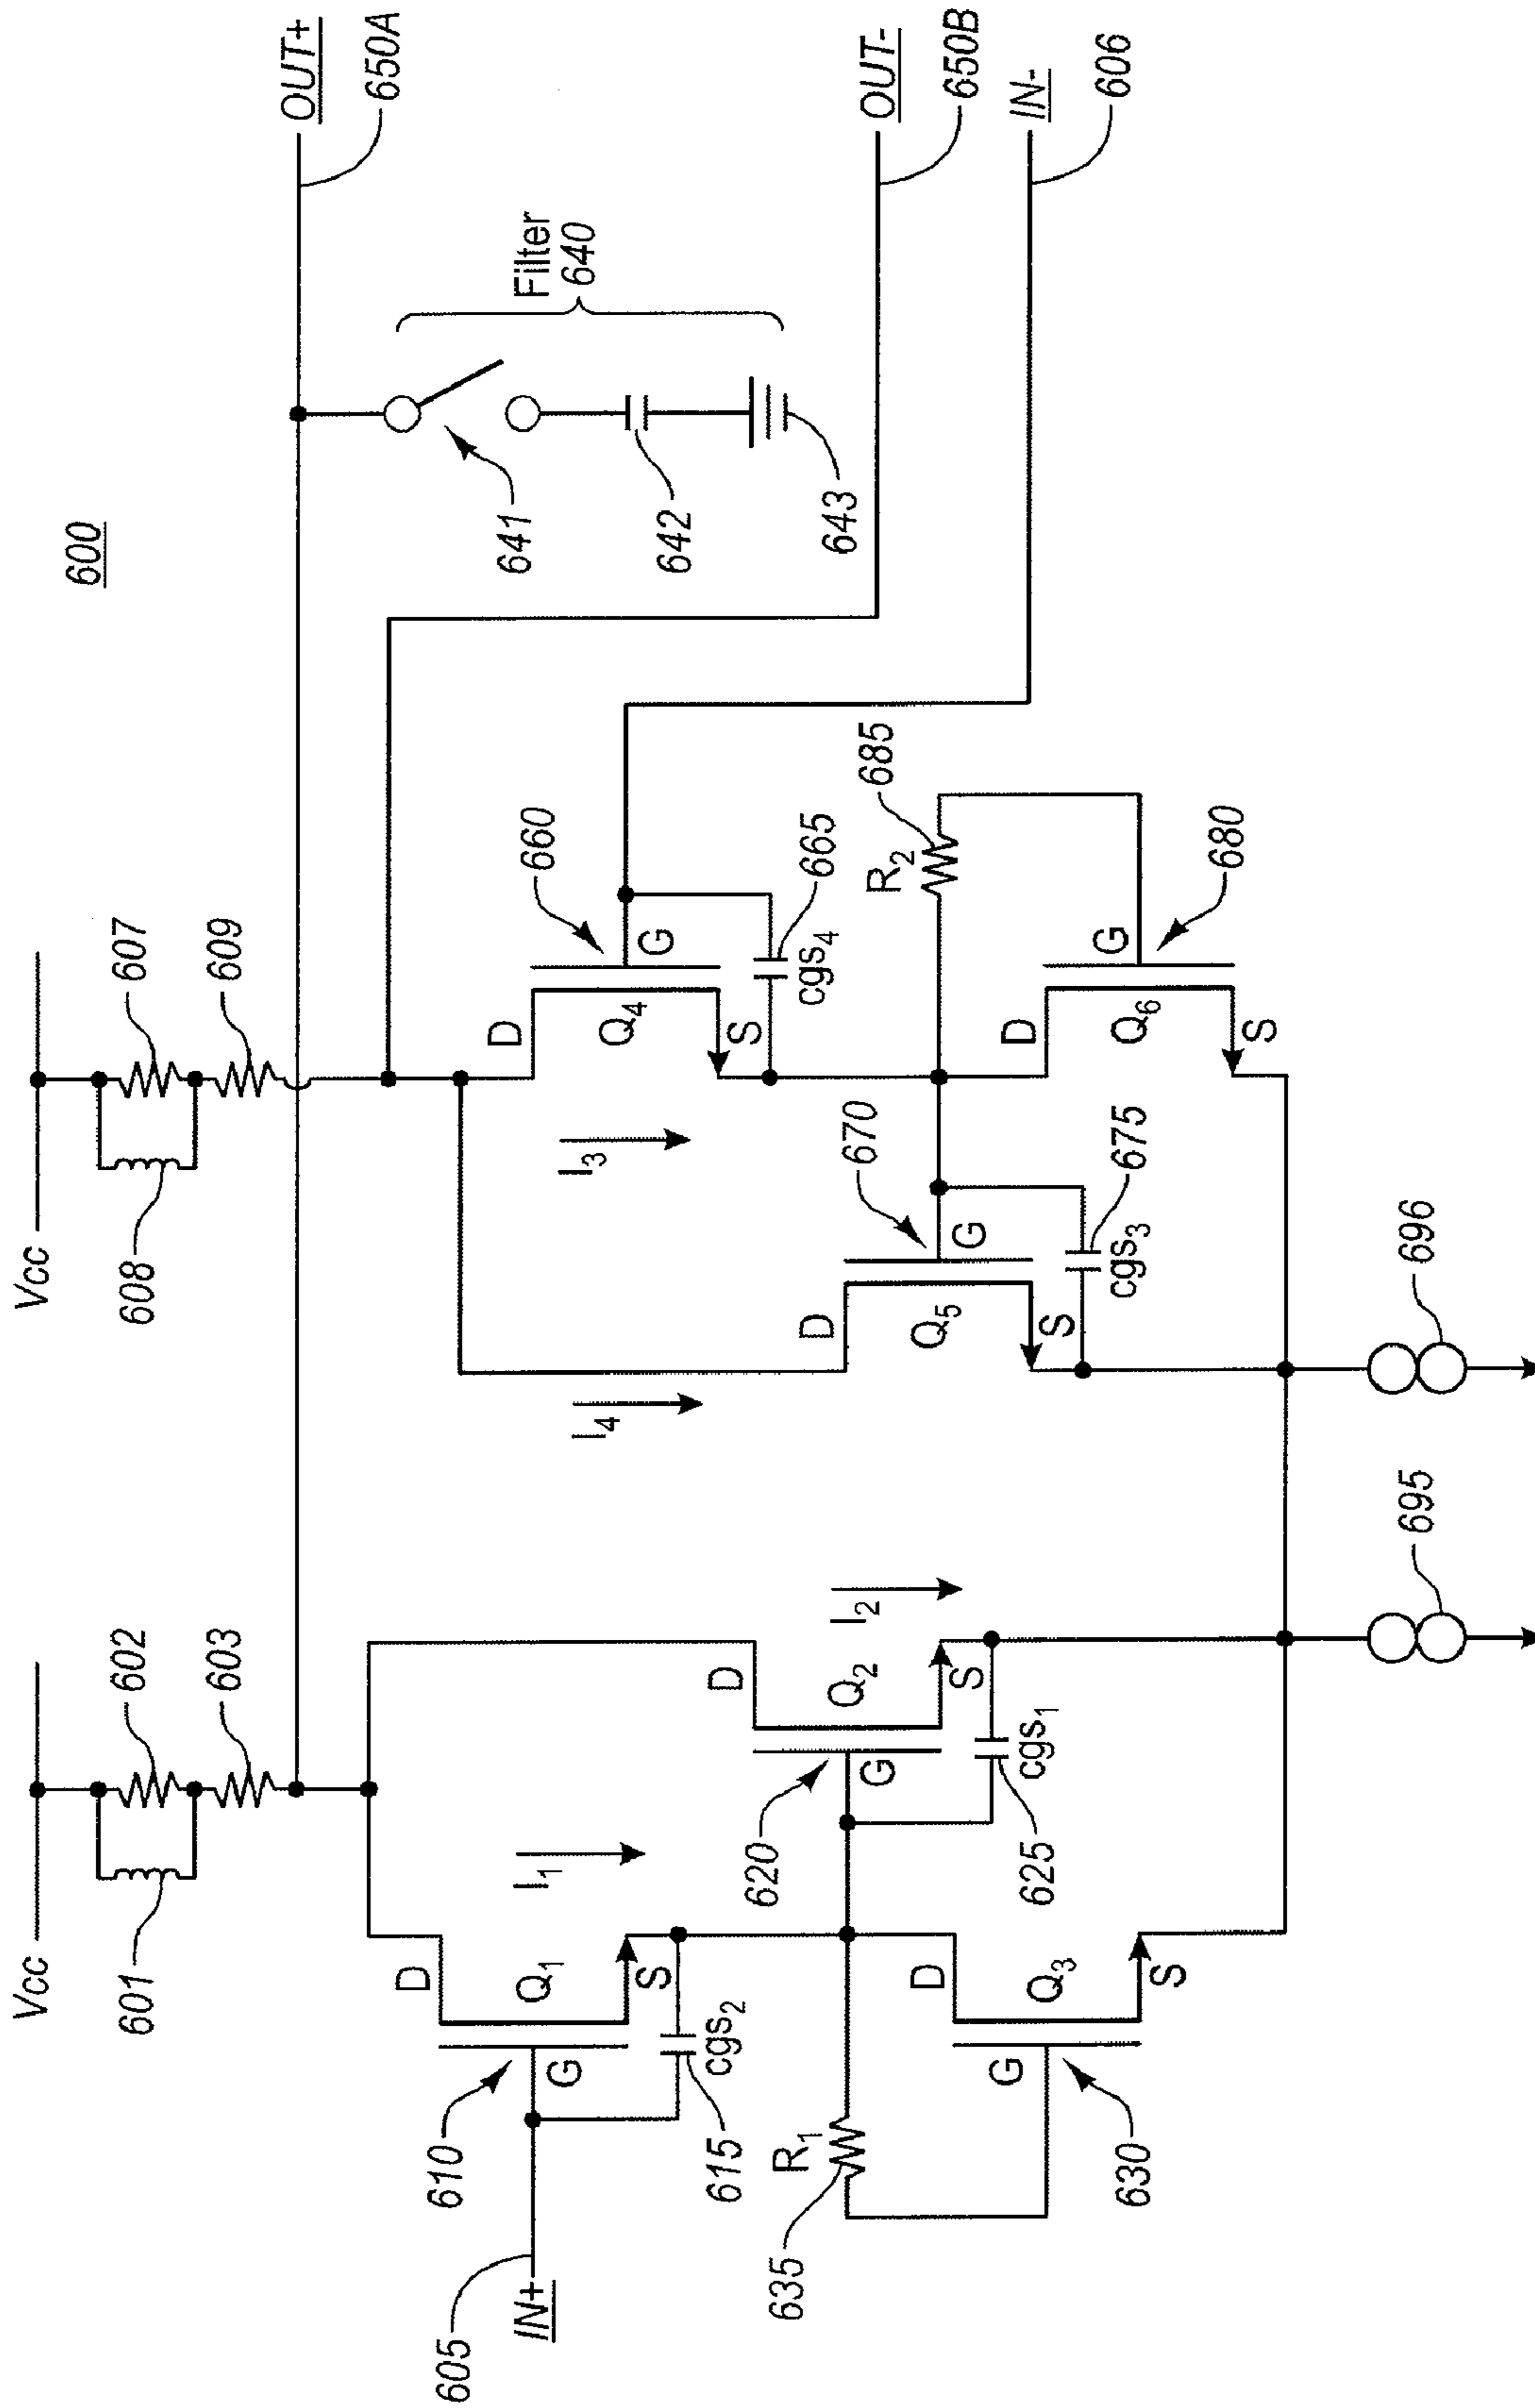 600
Vcc
601
602
603
Vcc
608
607
609
OUT+
650A
IN+
605
610
G
D
Q1
S
615
cgs2
I1
D
Q2
S
G
620
625
cgs1
I2
R1
635
G
D
Q3
S
630
I4
I3
D
Q4
S
G
660
665
cgs4
D
Q5
S
G
670
675
cgs3
R2
685
D
Q6
S
G
680
695
696
641
642
643
Filter
640
OUT-
650B
IN-
606